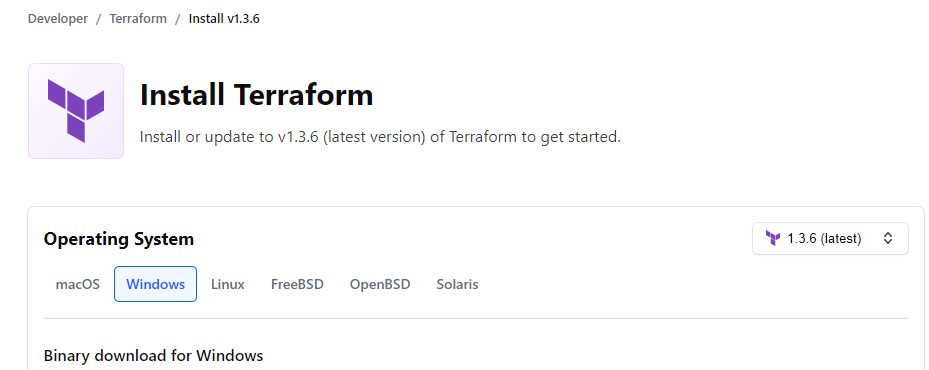 Developer / Terraform / Install v1.3.6
Install Terraform
Install or update to v1.3.6 (latest version) of Terraform to get started.
Operating System
1.3.6 (latest)
macOS Windows Linux FreeBSD OpenBSD Solaris
Binary download for Windows